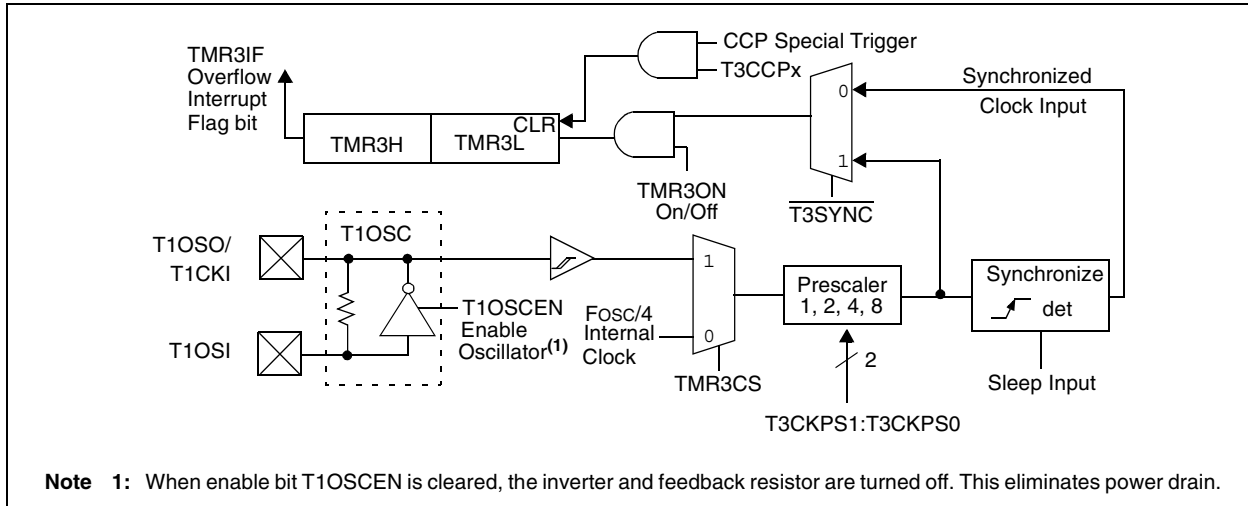 TMR3IF
Overflow
Interrupt
Flag bit
CCP Special Trigger
T3CCPx
Synchronized
Clock Input
0
1
CLR
TMR3H
TMR3L
TMR3ON
On/Off
T3SYNC
T1OSO/
T1CKI
T1OSC
T1OSI
T1OSCEN
Enable
Oscillator(1)
FOSC/4
Internal
Clock
1
0
TMR3CS
Prescaler
1, 2, 4, 8
2
T3CKPS1:T3CKPS0
Synchronize
det
Sleep Input
Note 1: When enable bit T1OSCEN is cleared, the inverter and feedback resistor are turned off. This eliminates power drain.